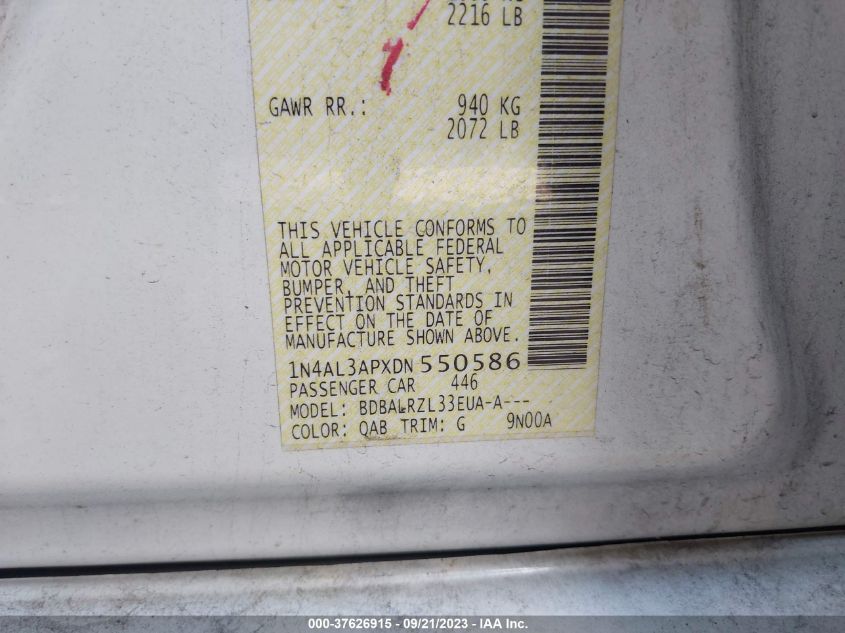 2216 LB
GAWR RR.: 940 KG
2072 LB
THIS VEHICLE CONFORMS TO
ALL APPLICABLE FEDERAL
MOTOR VEHICLE SAFETY,
BUMPER, AND THEFT
PREVENTION STANDARDS IN
EFFECT ON THE DATE OF
MANUFACTURE SHOWN ABOVE.
1N4AL3APXDN 550586
PASSENGER CAR 446
MODEL: BDBALRZL33EUA-A---
COLOR: QAB TRIM: G 9N00A
000-37626915 - 09/21/2023 - IAA Inc.